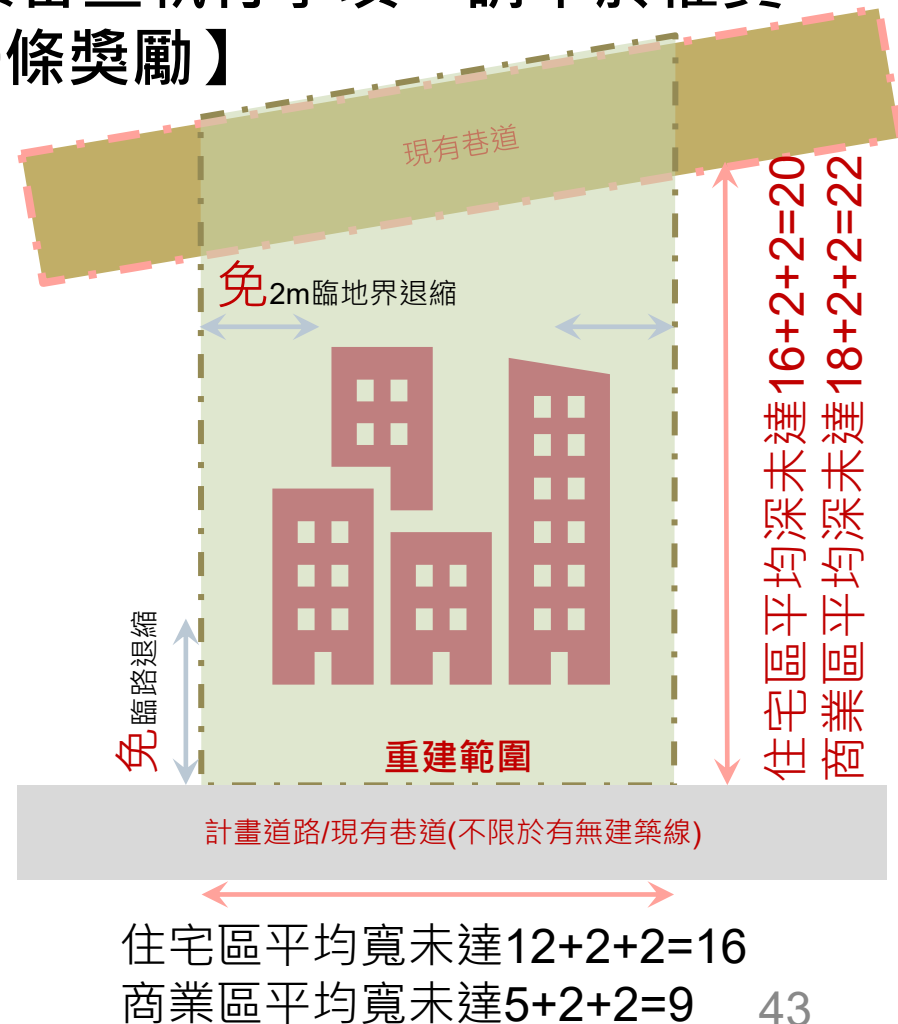 條獎勵】
現有巷道
免2m臨地界退縮
住宅區平均深未達16+2+2=20
商業區平均深未達18+2+2=22
免臨路退縮
重建範圍
計畫道路/現有巷道(不限於有無建築線)
住宅區平均寬未達12+2+2=16
商業區平均寬未達5+2+2=9
43